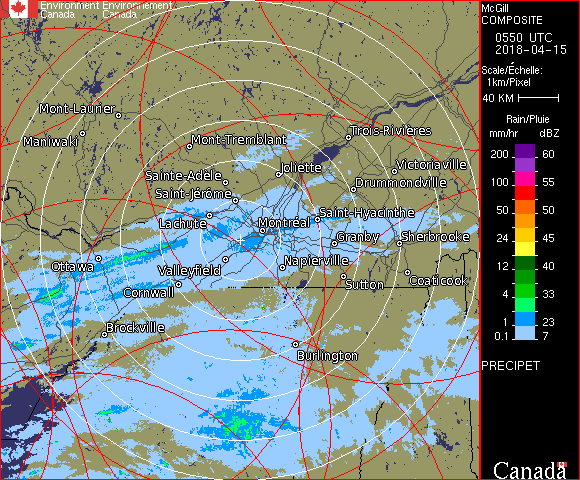 Environment Environnement
Canada Canada
McGill
COMPOSITE
0550 UTC
2018-04-15
Scale/Échelle:
1km/Pixel
40 KM
Rain/Pluie
mm/hr dBZ
200 60
100 55
50 50
24 45
12 40
4 33
1 23
0.1 7
PRECIPET
Canada
Mont-Laurier
Maniwaki
Mont-Tremblant
Trois-Rivières
Victoriaville
Joliette
Sainte-Adèle
Drummondville
Saint-Jérôme
Lachute
Saint-Hyacinthe
Montréal
Granby
Sherbrooke
Ottawa
Valleyfield
Napierville
Cornwall
Sutton
Coaticook
Brockville
Burlington